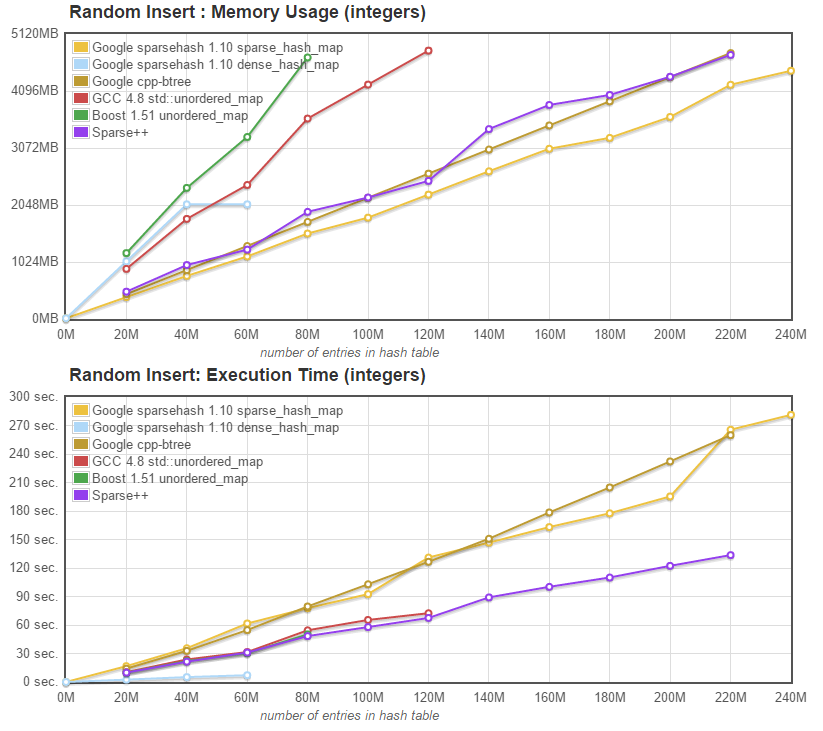 Random Insert : Memory Usage (integers)
5120MB
4096MB
3072MB
2048MB
1024MB
0MB
Google sparsehash 1.10 sparse_hash_map
Google sparsehash 1.10 dense_hash_map
Google cpp-btree
GCC 4.8 std::unordered_map
Boost 1.51 unordered_map
Sparse++
0M 20M 40M 60M 80M 100M 120M 140M 160M 180M 200M 220M 240M
number of entries in hash table
Random Insert: Execution Time (integers)
300 sec.
270 sec.
240 sec.
210 sec.
180 sec.
150 sec.
120 sec.
90 sec.
60 sec.
30 sec.
0 sec.
Google sparsehash 1.10 sparse_hash_map
Google sparsehash 1.10 dense_hash_map
Google cpp-btree
GCC 4.8 std::unordered_map
Boost 1.51 unordered_map
Sparse++
0M 20M 40M 60M 80M 100M 120M 140M 160M 180M 200M 220M 240M
number of entries in hash table